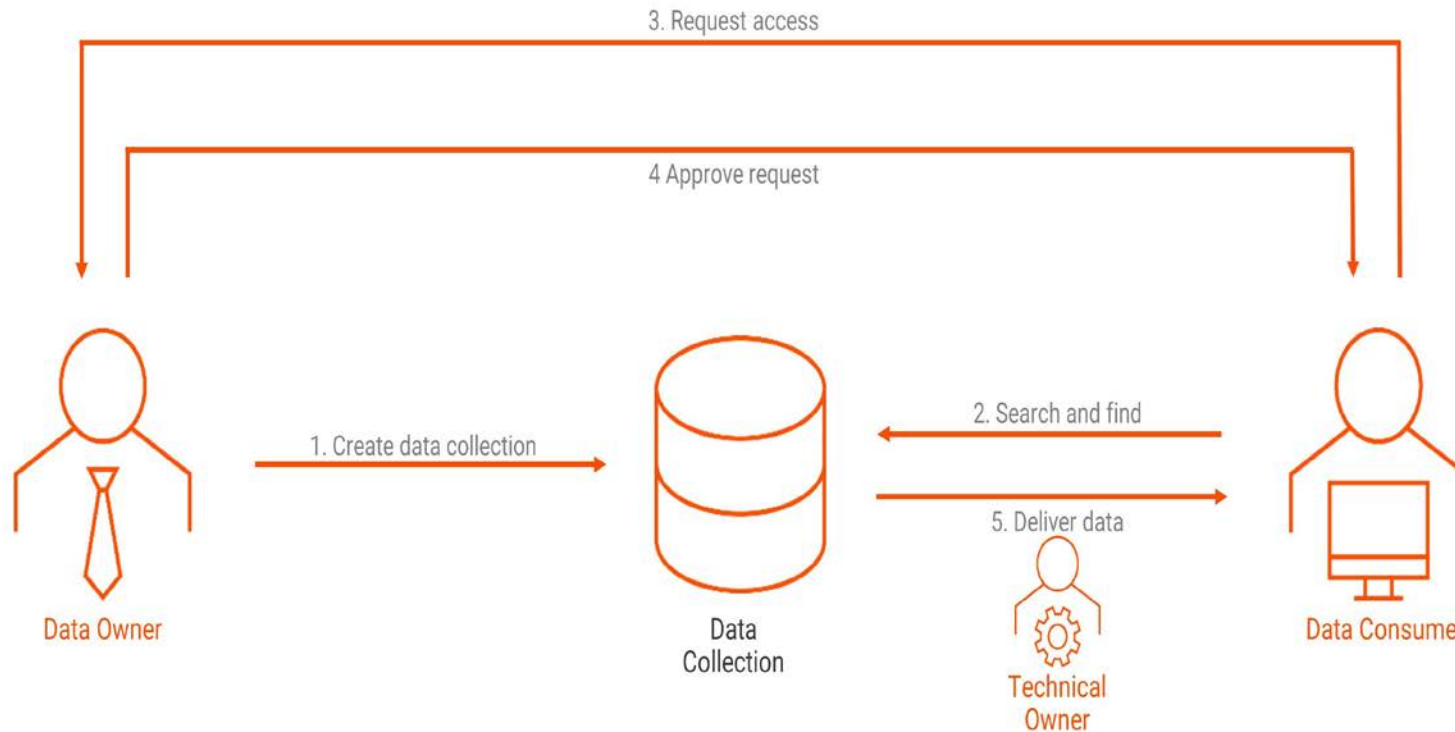 3. Request access
4 Approve request
1. Create data collection
2. Search and find
5. Deliver data
Data Owner
Data
Collection
Technical
Owner
Data Consume